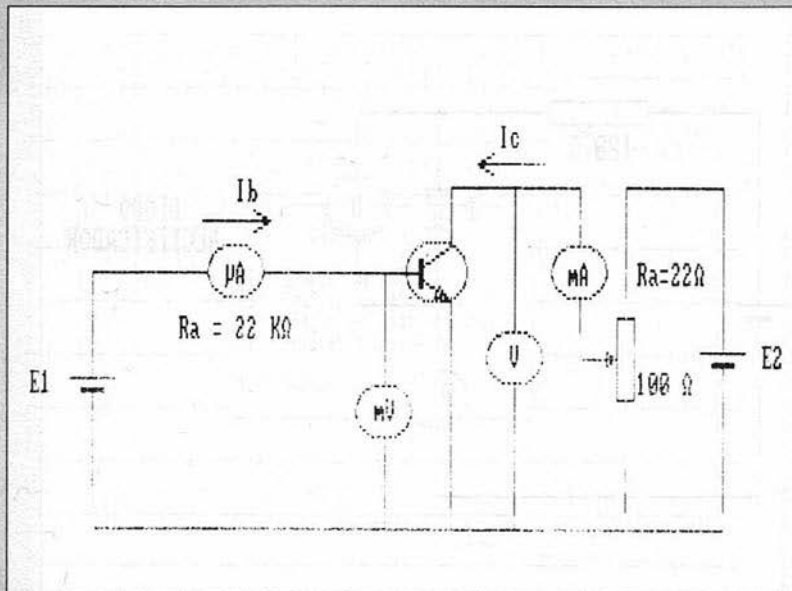 Ic
Ib
µA
mA
Ra=22Ω
Ra = 22 KΩ
E1
V
E2
100 Ω
mV